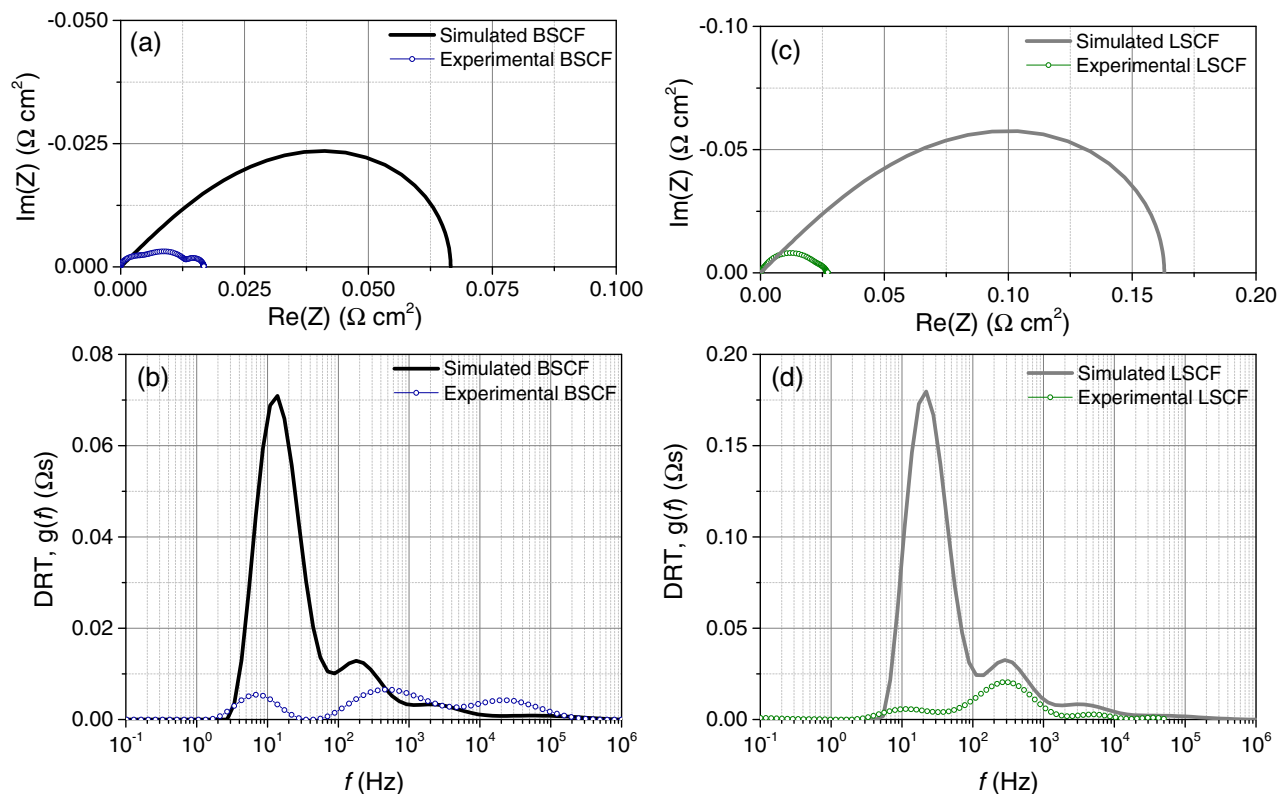 (a)
Simulated BSCF
Experimental BSCF
-0.050
-0.025
0.000
Im(Z) (Ω cm²)
0.000 0.025 0.050 0.075 0.100
Re(Z) (Ω cm²)
(c)
Simulated LSCF
Experimental LSCF
-0.10
-0.05
0.00
Im(Z) (Ω cm²)
0.00 0.05 0.10 0.15 0.20
Re(Z) (Ω cm²)
(b)
Simulated BSCF
Experimental BSCF
0.08
0.06
0.04
0.02
0.00
DRT, g(f) (Ωs)
10⁻¹ 10⁰ 10¹ 10² 10³ 10⁴ 10⁵ 10⁶
f (Hz)
(d)
Simulated LSCF
Experimental LSCF
0.20
0.15
0.10
0.05
0.00
DRT, g(f) (Ωs)
10⁻¹ 10⁰ 10¹ 10² 10³ 10⁴ 10⁵ 10⁶
f (Hz)